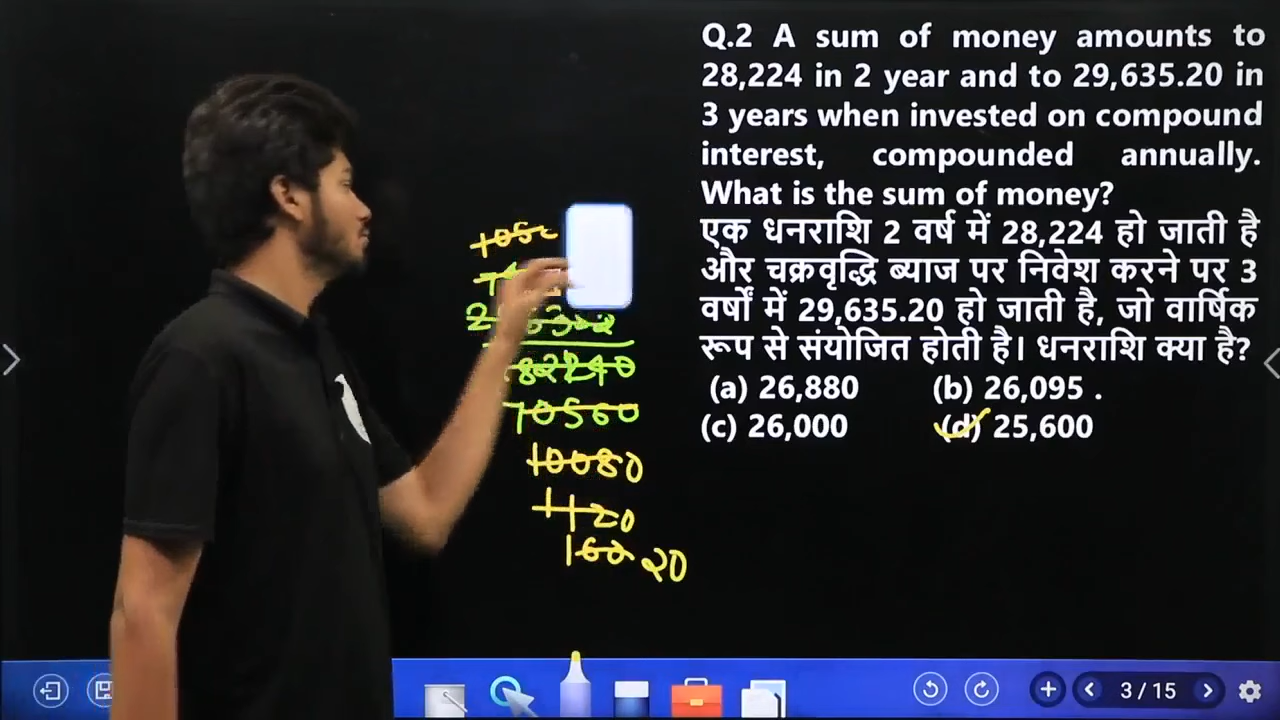 Q.2 A sum of money amounts to
28,224 in 2 year and to 29,635.20 in
3 years when invested on compound
interest, compounded annually.
What is the sum of money?
एक धनराशि 2 वर्ष में 28,224 हो जाती है
और चक्रवृद्धि ब्याज पर निवेश करने पर 3
वर्षों में 29,635.20 हो जाती है, जो वार्षिक
रूप से संयोजित होती है। धनराशि क्या है?
(a) 26,880 (b) 26,095 .
(c) 26,000 (d) 25,600
70560
10080
1120
160 20
3 / 15